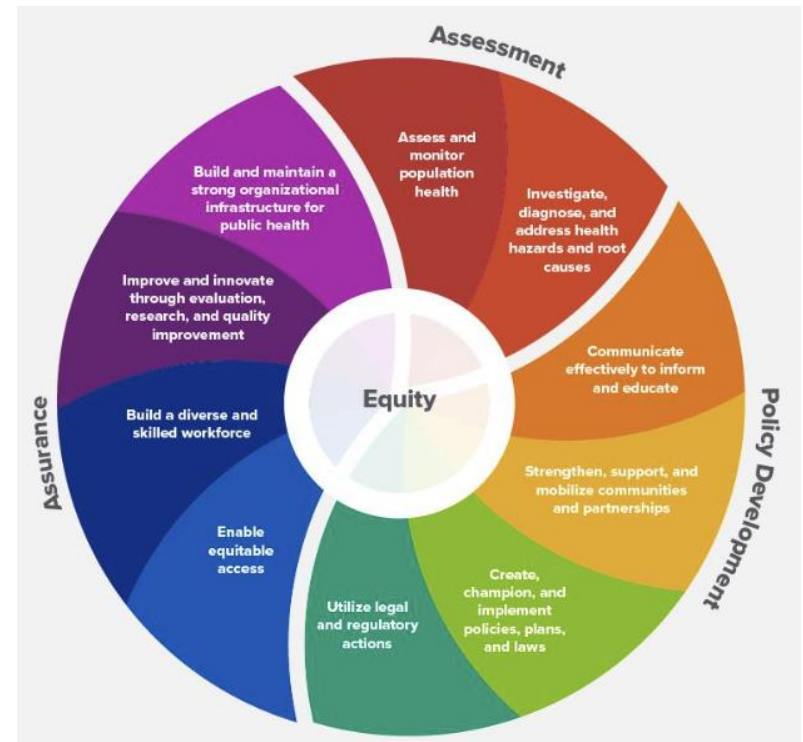 Assessment
Assess and
monitor
population
health
Investigate,
diagnose, and
address health
hazards and root
causes
Policy Development
Communicate
effectively to inform
and educate
Strengthen, support, and
mobilize communities
and partnerships
Create,
champion, and
implement
policies, plans,
and laws
Utilize legal
and regulatory
actions
Assurance
Enable
equitable
access
Build a diverse and
skilled workforce
Improve and innovate
through evaluation,
research, and quality
improvement
Build and maintain a
strong organizational
infrastructure for
public health
Equity